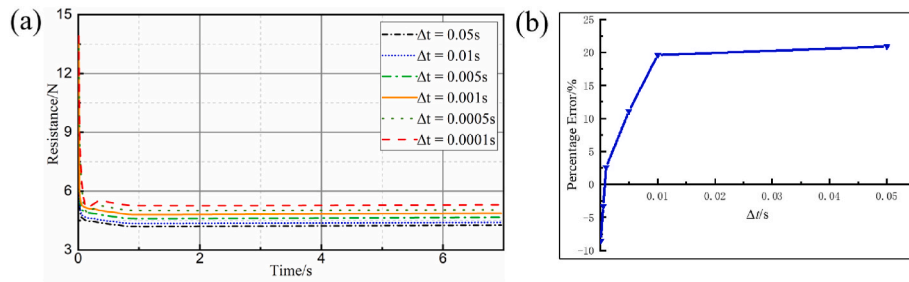 (a)
15
12
9
6
3
Resistance/N
0
2
4
6
Time/s
Δt = 0.05s
Δt = 0.01s
Δt = 0.005s
Δt = 0.001s
Δt = 0.0005s
Δt = 0.0001s
(b)
25
20
15
10
5
0
-5
-10
Percentage Error/%
0.01
0.02
0.03
0.04
0.05
Δt/s